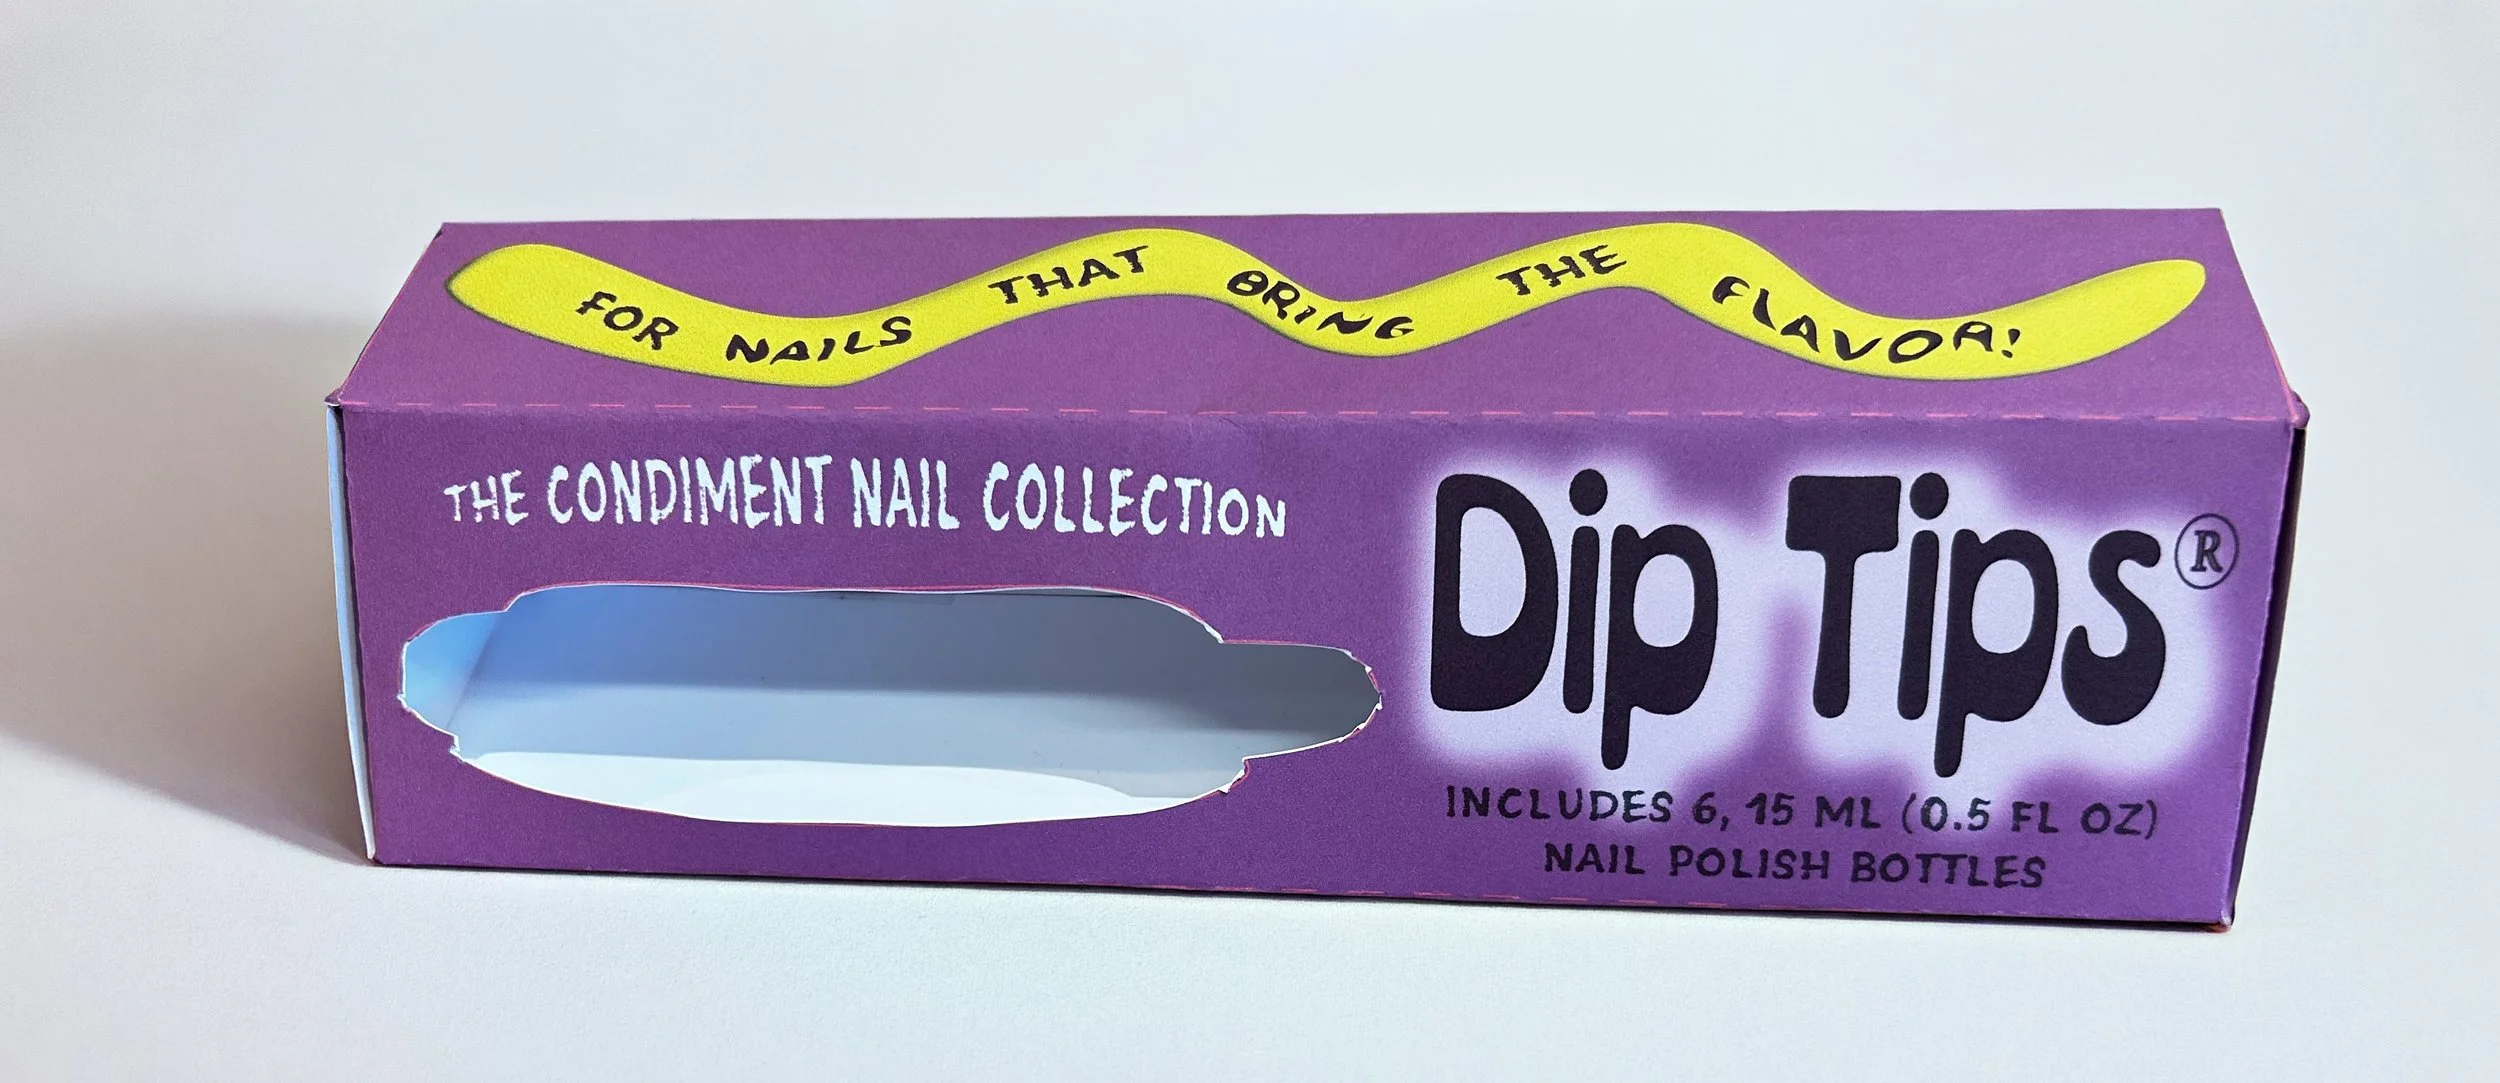 FOR NAILS THAT BRING THE FLAVOR!
THE CONDIMENT NAIL COLLECTION
Dip Tips®
INCLUDES 6, 15 ML (0.5 FL OZ)
NAIL POLISH BOTTLES